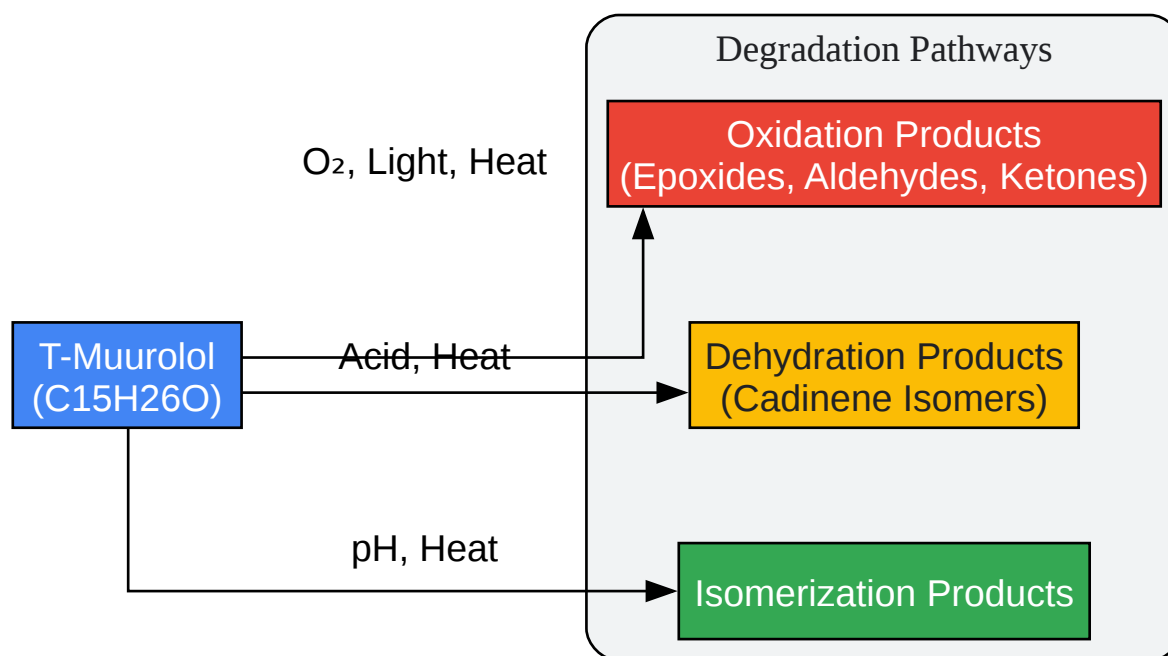 Degradation Pathways
Oxidation Products
(Epoxides, Aldehydes, Ketones)
O₂, Light, Heat
T-Muurolol
(C15H26O)
Acid, Heat
Dehydration Products
(Cadinene Isomers)
pH, Heat
Isomerization Products